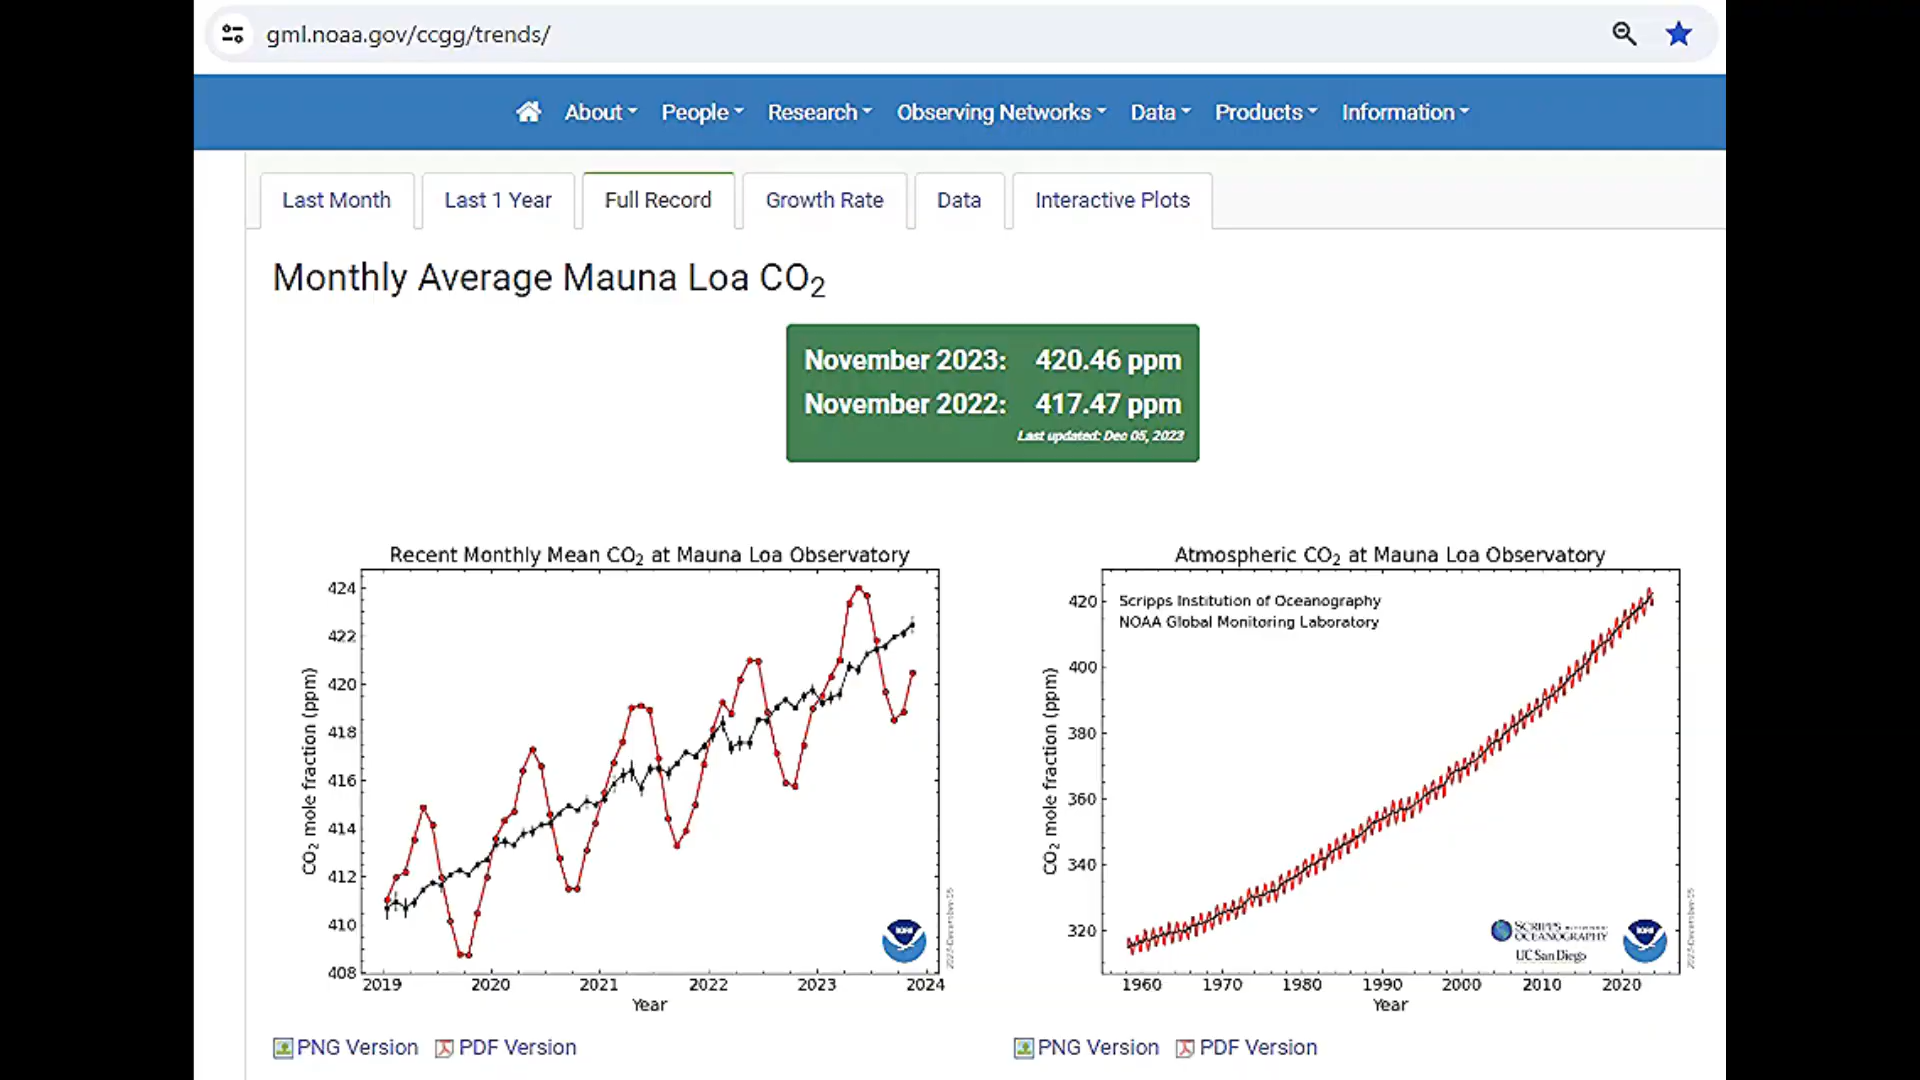 gml.noaa.gov/ccgg/trends/
About People Research Observing Networks Data Products Information
Last Month Last 1 Year Full Record Growth Rate Data Interactive Plots
Monthly Average Mauna Loa CO2
November 2023: 420.46 ppm
November 2022: 417.47 ppm
Last updated: Dec 05, 2023
Recent Monthly Mean CO2 at Mauna Loa Observatory
424
422
420
418
416
414
412
410
408
CO2 mole fraction (ppm)
2019 2020 2021 2022 2023 2024
Year
Atmospheric CO2 at Mauna Loa Observatory
Scripps Institution of Oceanography
NOAA Global Monitoring Laboratory
420
400
380
360
340
320
CO2 mole fraction (ppm)
SCRIPPS
OCEANOGRAPHY
UC San Diego
1960 1970 1980 1990 2000 2010 2020
Year
PNG Version PDF Version
PNG Version PDF Version